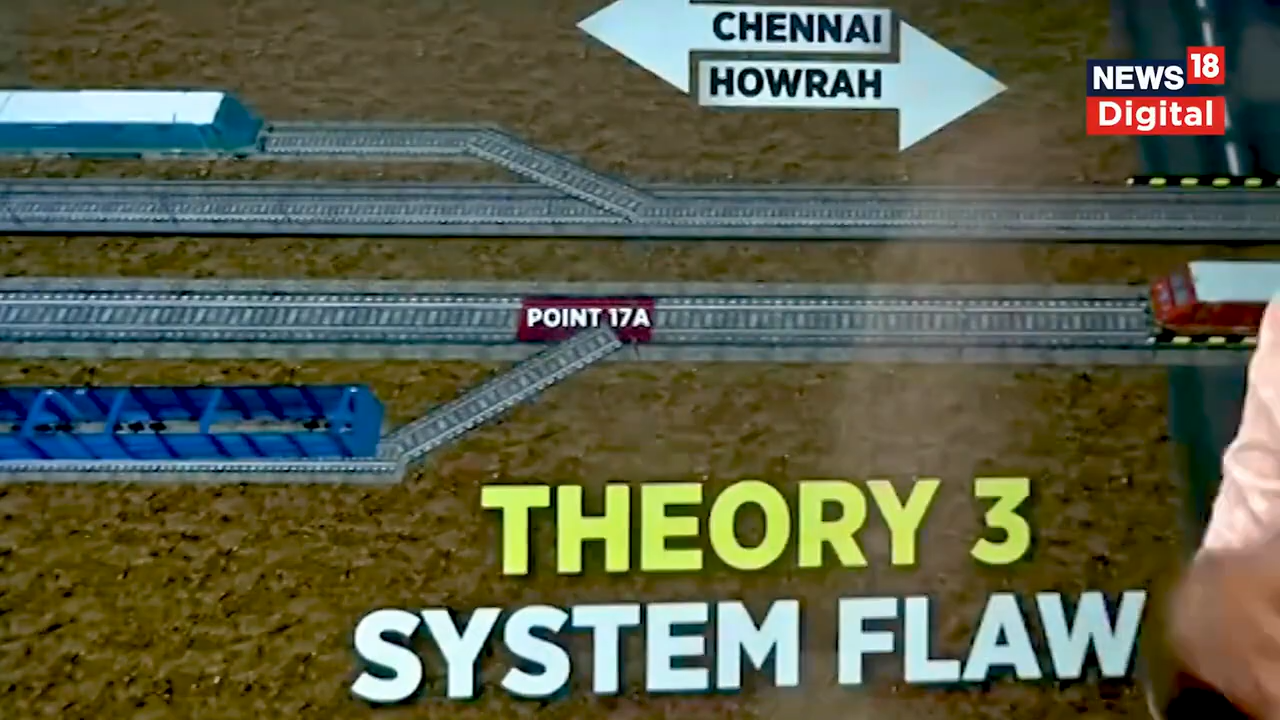 CHENNAI
HOWRAH
NEWS 18
Digital
POINT 17A
THEORY 3
SYSTEM FLAW